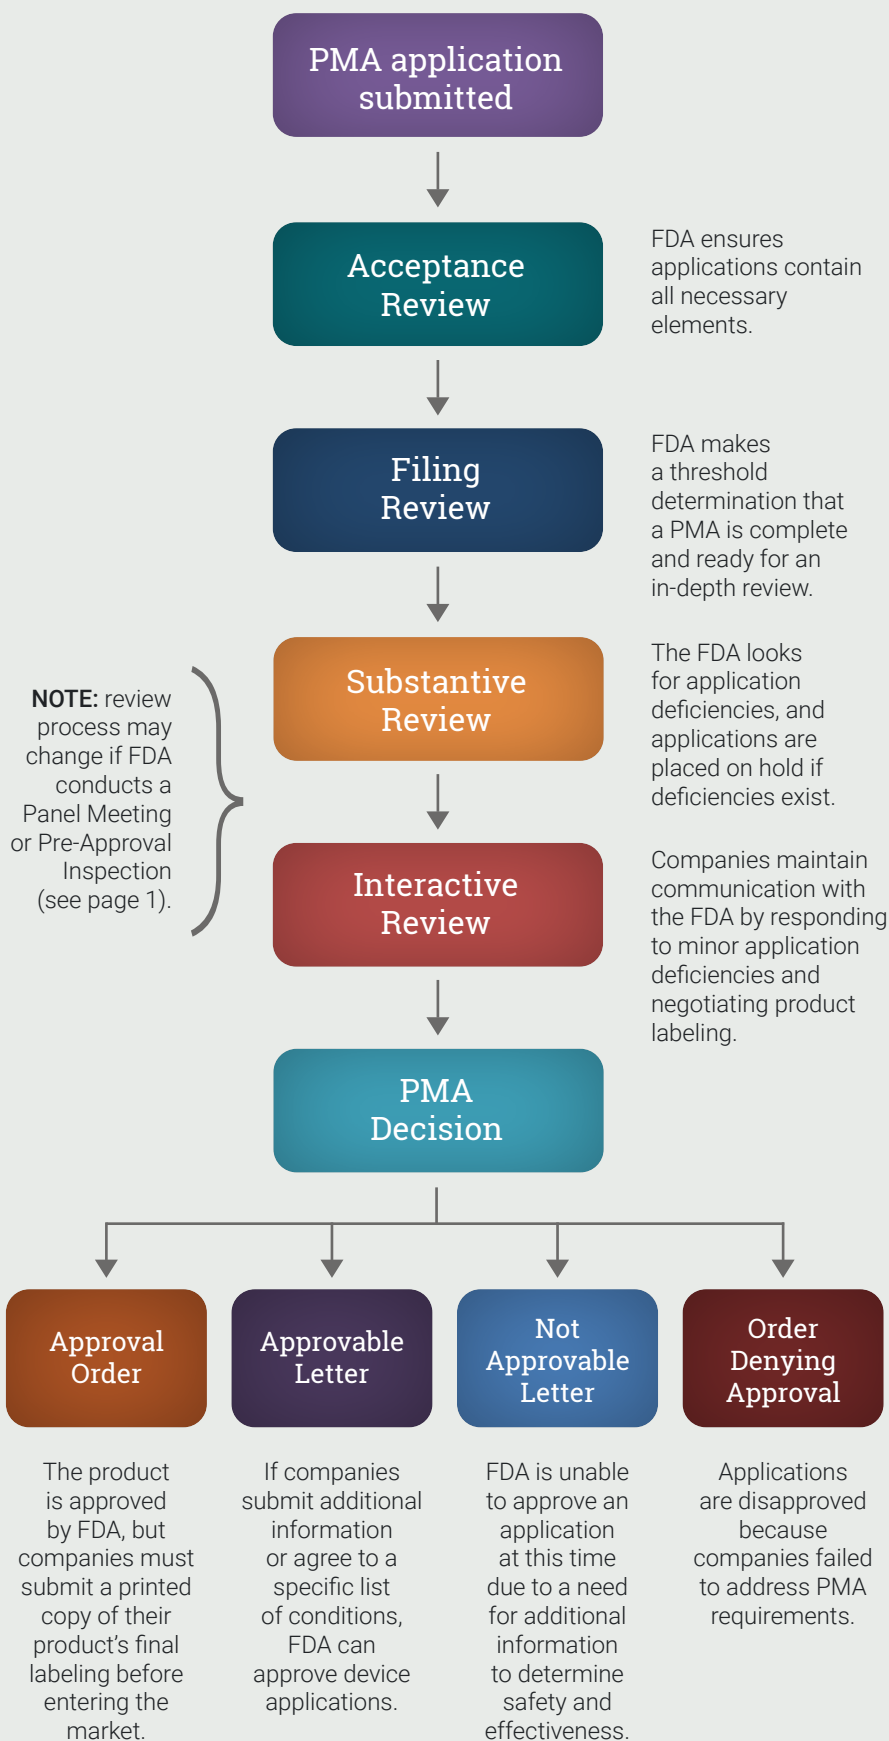 PMA application
submitted
Acceptance
Review
FDA ensures
applications contain
all necessary
elements.
Filing
Review
FDA makes
a threshold
determination that
a PMA is complete
and ready for an
in-depth review.
Substantive
Review
The FDA looks
for application
deficiencies, and
applications are
placed on hold if
deficiencies exist.
NOTE: review
process may
change if FDA
conducts a
Panel Meeting
or Pre-Approval
Inspection
(see page 1).
Interactive
Review
Companies maintain
communication with
the FDA by responding
to minor application
deficiencies and
negotiating product
labeling.
PMA
Decision
Approval
Order
The product
is approved
by FDA, but
companies must
submit a printed
copy of their
product’s final
labeling before
entering the
market.
Approvable
Letter
If companies
submit additional
information
or agree to a
specific list
of conditions,
FDA can
approve device
applications.
Not
Approvable
Letter
FDA is unable
to approve an
application
at this time
due to a need
for additional
information
to determine
safety and
effectiveness.
Order
Denying
Approval
Applications
are disapproved
because
companies failed
to address PMA
requirements.